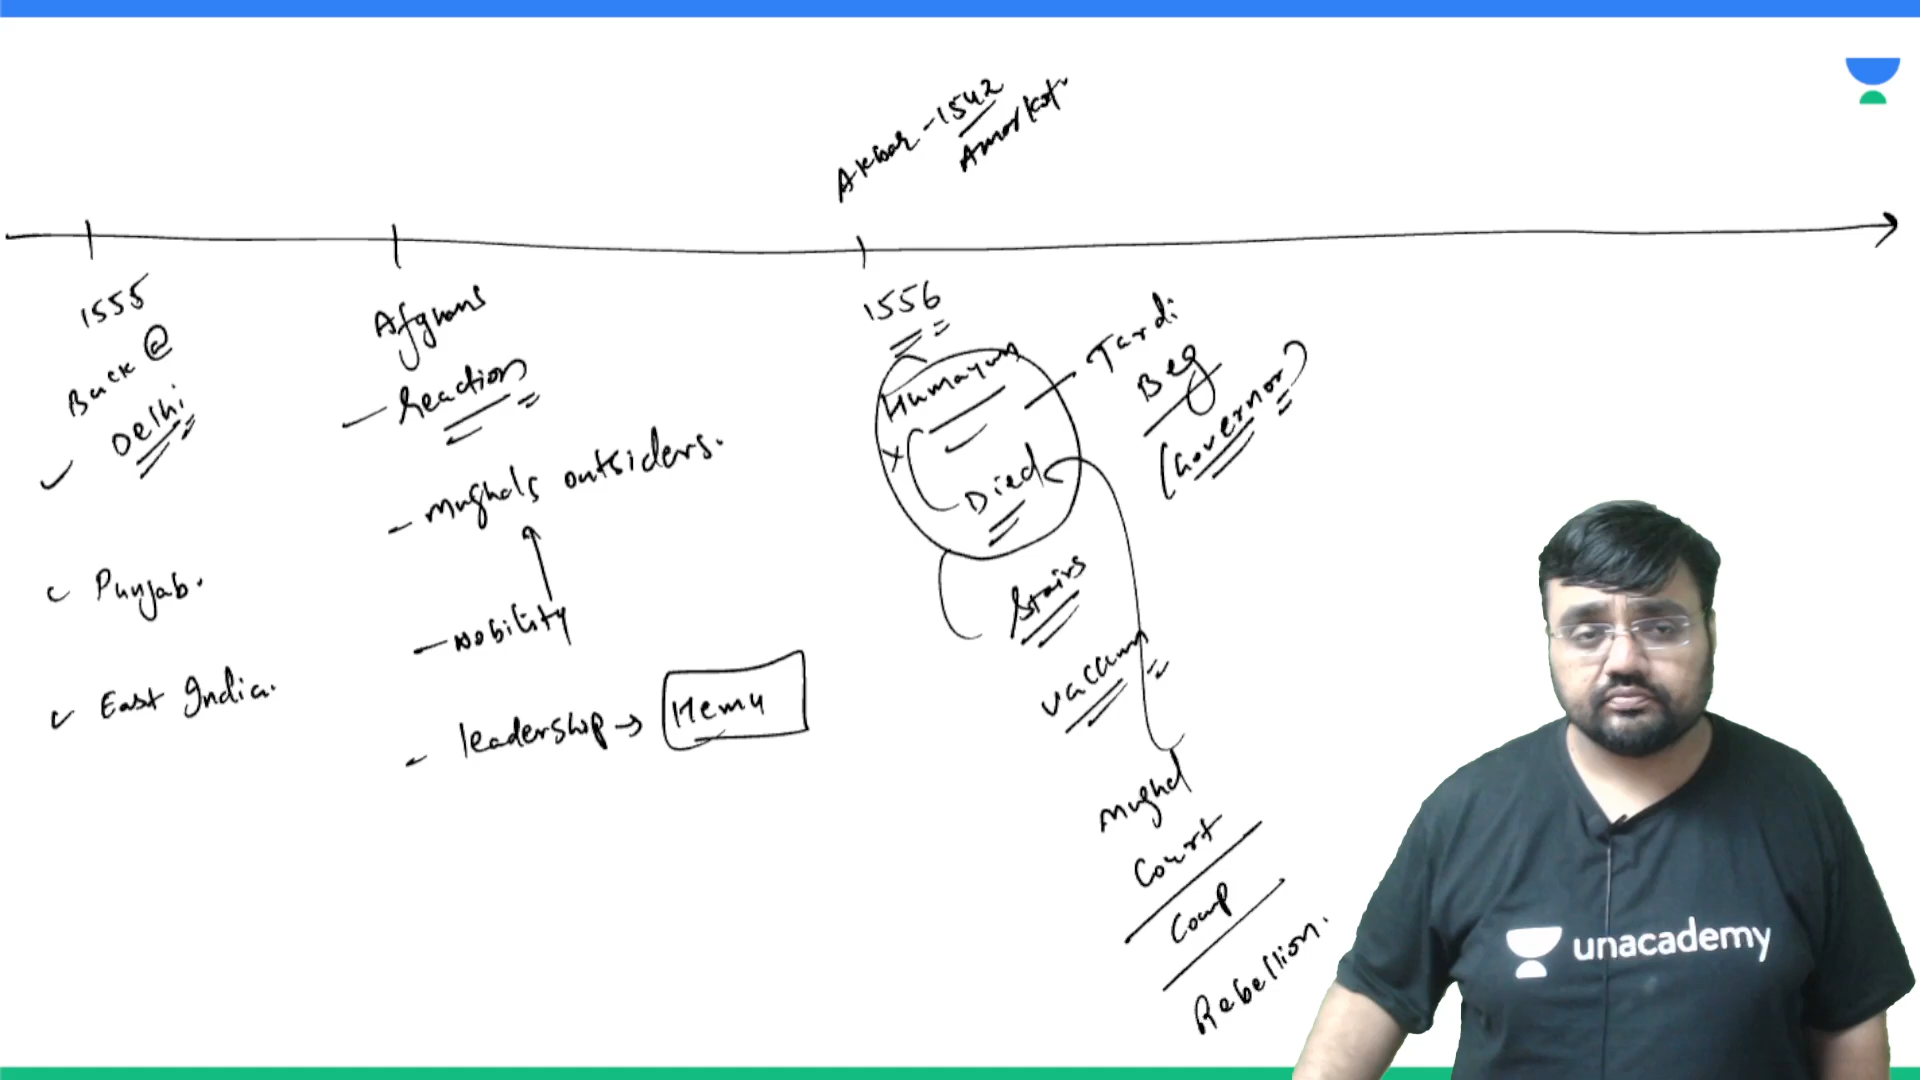 Akbar - 1542
Amarkot
1555
Back @
Delhi
Punjab.
East India.
Afghans
- reaction
- Mughals outsiders.
- Nobility
- leadership → Hemu
1556
Humayun
Died
Tardi
Beg
(Governor)
Stairs
vaccum
Mughal
Court
Coup
Rebellion.
unacademy